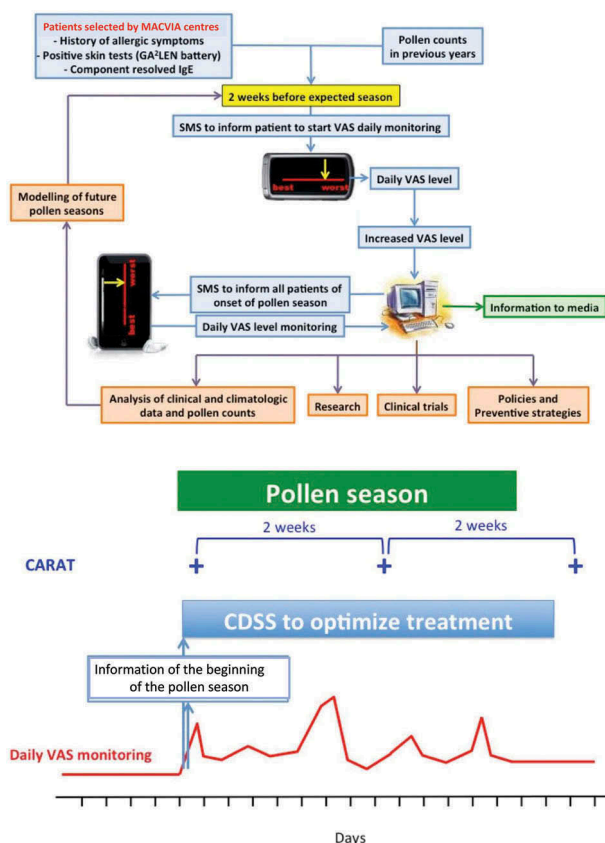 Patients selected by MACVIA centres
- History of allergic symptoms
- Positive skin tests (GA²LEN battery)
- Component resolved IgE
Pollen counts
in previous years
2 weeks before expected season
SMS to inform patient to start VAS daily monitoring
best worst
Daily VAS level
Modelling of future
pollen seasons
Increased VAS level
worst
best
SMS to inform all patients of
onset of pollen season
Daily VAS level monitoring
Information to media
Analysis of clinical and climatologic
data and pollen counts
Research
Clinical trials
Policies and
Preventive strategies
Pollen season
2 weeks
2 weeks
CARAT
CDSS to optimize treatment
Information of the beginning
of the pollen season
Daily VAS monitoring
Days